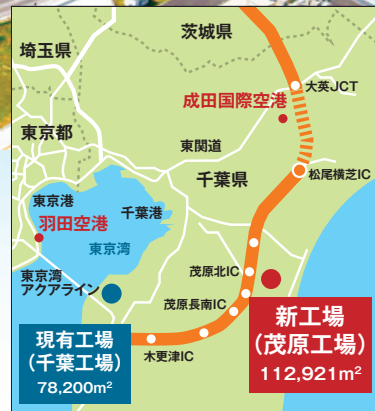 茨城県
埼玉県
大英JCT
成田国際空港
東京都
東関道
千葉県
松尾横芝IC
東京港
千葉港
羽田空港
東京湾
茂原北IC
東京湾
アクアライン
茂原長南IC
新工場
（茂原工場）
112,921m²
現有工場
（千葉工場）
78,200m²
木更津IC